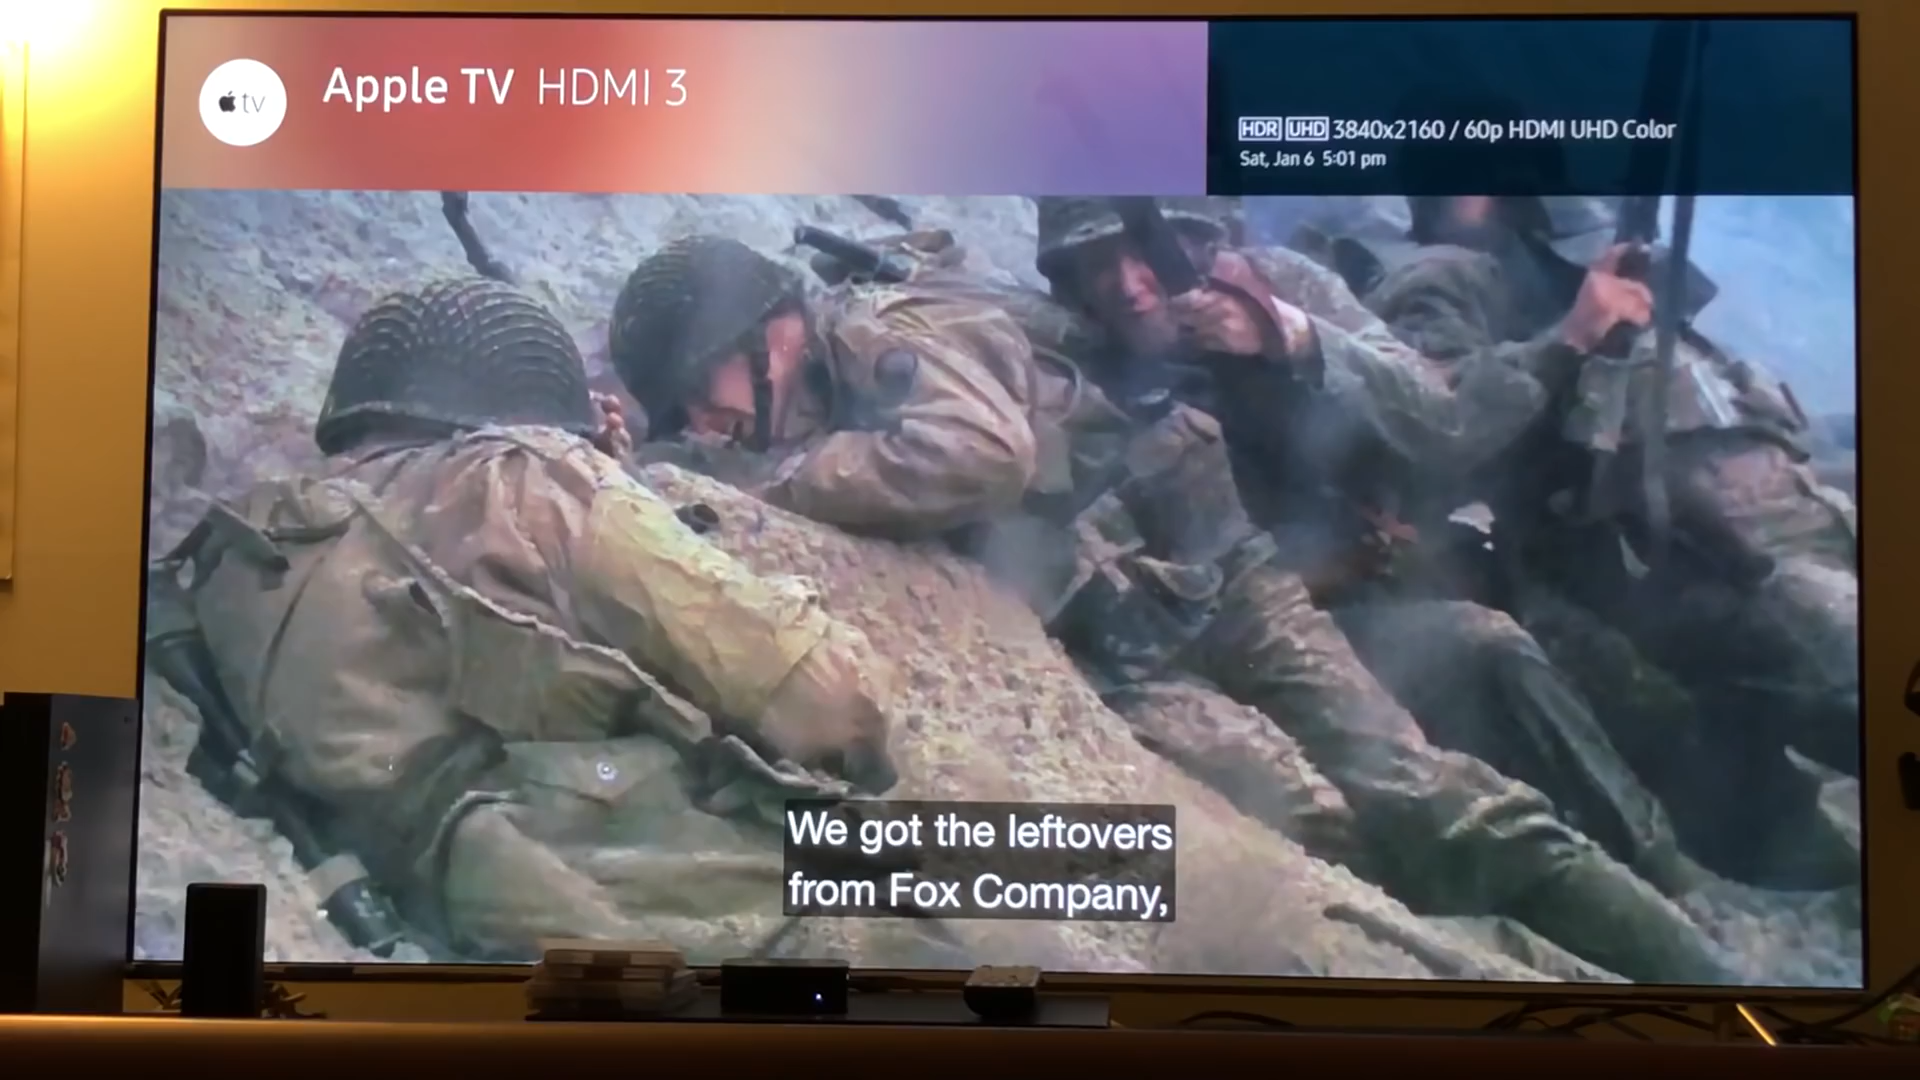 tv
Apple TV HDMI 3
HDR UHD 3840x2160 / 60p HDMI UHD Color
Sat, Jan 6 5:01 pm
We got the leftovers
from Fox Company,